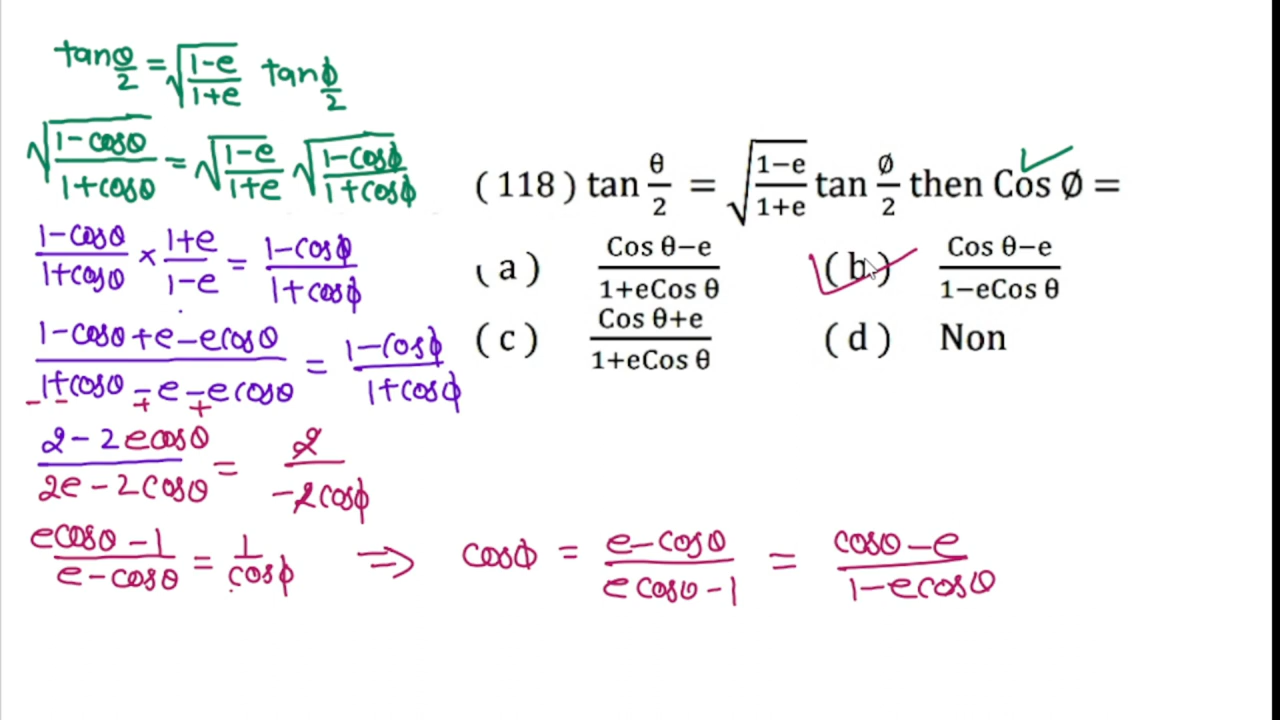 tan θ/2 = √(1-e)/(1+e) tan ϕ/2
√(1-cosθ)/(1+cosθ) = √(1-e)/(1+e) √(1-cosϕ)/(1+cosϕ)
(1-cosθ)/(1+cosθ) × (1+e)/(1-e) = (1-cosϕ)/(1+cosϕ)
(1-cosθ+e-ecosθ)/(1+cosθ-e-ecosθ) = (1-cosϕ)/(1+cosϕ)
- - + +
(2-2ecosθ)/(2e-2cosθ) = 2/(-2cosϕ)
(ecosθ-1)/(e-cosθ) = 1/cosϕ ⇒ cosϕ = (e-cosθ)/(ecosθ-1) = (cosθ-e)/(1-ecosθ)
(118) tan θ/2 = √(1−e)/(1+e) tan Ø/2 then Cos Ø =
(a) (Cos θ−e)/(1+eCos θ) (b) (Cos θ−e)/(1−eCos θ)
(c) (Cos θ+e)/(1+eCos θ) (d) Non